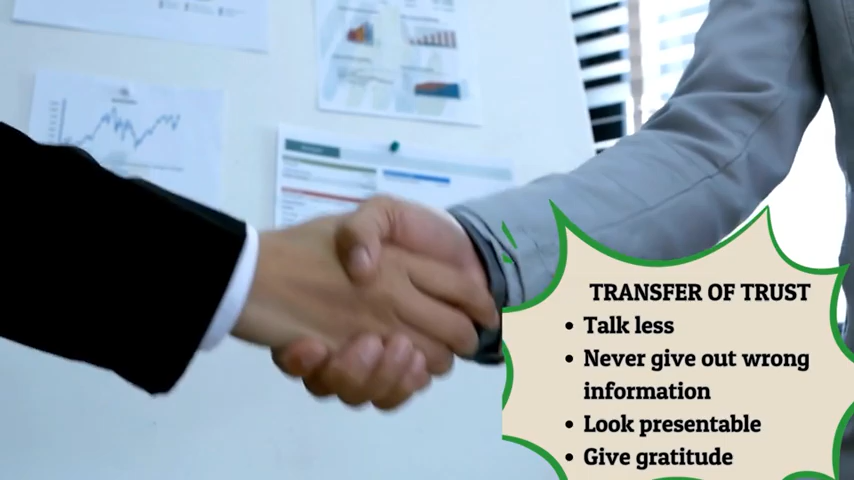 TRANSFER OF TRUST
• Talk less
• Never give out wrong
information
• Look presentable
• Give gratitude